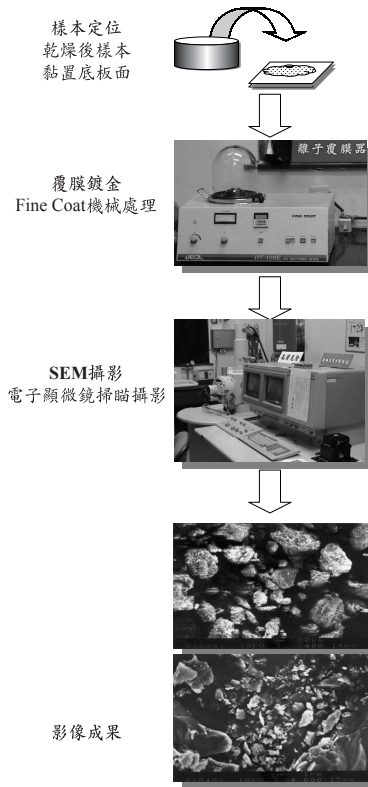 樣本定位
乾燥後樣本
黏置底板面
離子覆膜器
覆膜鍍金
Fine Coat機械處理
FINE COAT
JEOL
SEM攝影
電子顯微鏡掃瞄攝影
影像成果